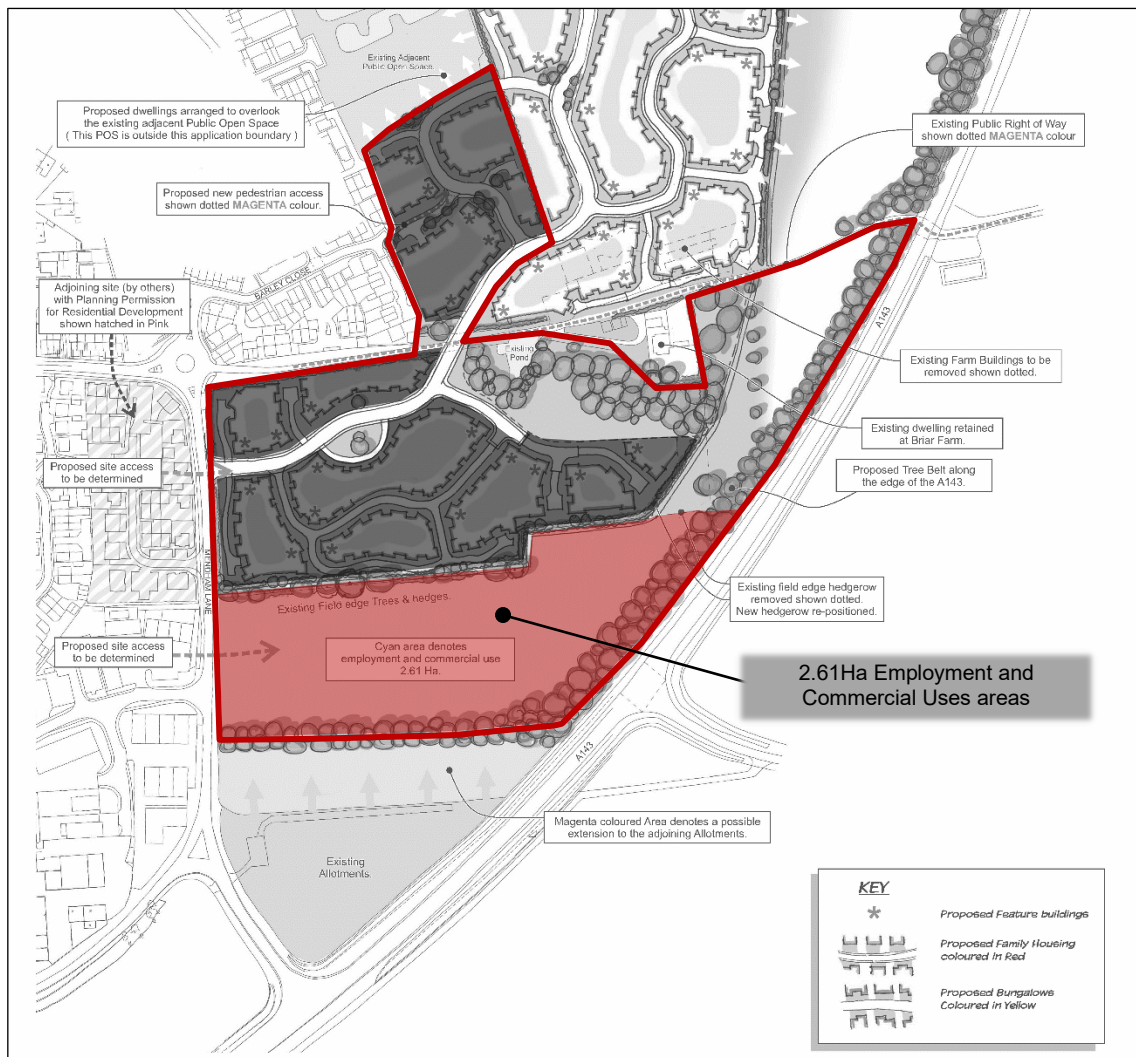 Existing Adjacent
Public Open Space
Proposed dwellings arranged to overlook
the existing adjacent Public Open Space
( This POS is outside this application boundary )
Existing Public Right of Way
shown dotted MAGENTA colour
Proposed new pedestrian access
shown dotted MAGENTA colour.
BARLEY CLOSE
Adjoining site (by others)
with Planning Permission
for Residential Development
shown hatched in Pink
A143
Existing
Pond
Existing Farm Buildings to be
removed shown dotted.
Existing dwelling retained
at Briar Farm.
Proposed site access
to be determined
Proposed Tree Belt along
the edge of the A143.
MENDHAM LANE
Existing Field edge Trees & hedges.
Existing field edge hedgerow
removed shown dotted.
New hedgerow re-positioned.
Proposed site access
to be determined
Cyan area denotes
employment and commercial use
2.61 Ha.
2.61Ha Employment and
Commercial Uses areas
A143
Magenta coloured Area denotes a possible
extension to the adjoining Allotments.
Existing
Allotments
KEY
Proposed Feature buildings
Proposed Family Housing
coloured in Red
Proposed Bungalows
Coloured in Yellow